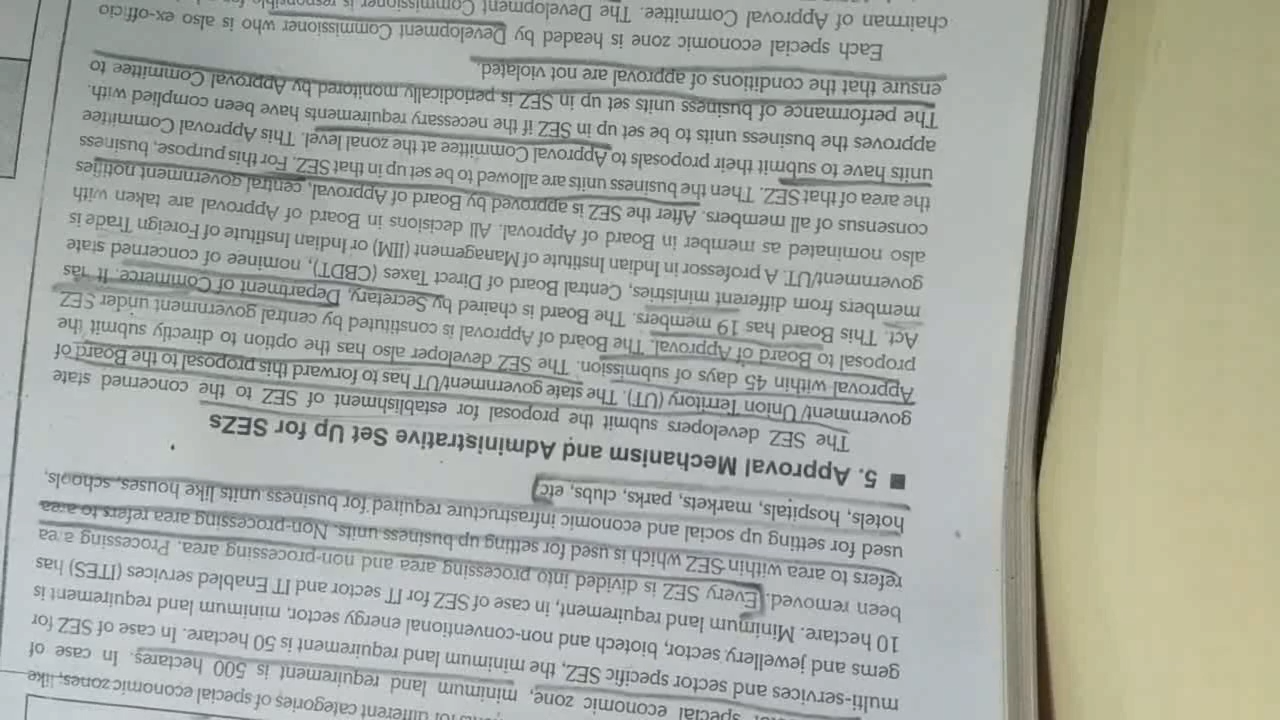 for different categories of special economic zones, like
special economic zone, minimum land requirement is 500 hectares. In case of
multi-services and sector specific SEZ, the minimum land requirement is 50 hectare. In case of SEZ for
gems and jewellery sector, biotech and non-conventional energy sector, minimum land requirement is
10 hectare. Minimum land requirement, in case of SEZ for IT sector and IT Enabled services (ITES) has
been removed. Every SEZ is divided into processing area and non-processing area. Processing area
refers to area within SEZ which is used for setting up business units. Non-processing area refers to area
used for setting up social and economic infrastructure required for business units like houses, schools,
hotels, hospitals, markets, parks, clubs, etc.
■ 5. Approval Mechanism and Administrative Set Up for SEZs
The SEZ developers submit the proposal for establishment of SEZ to the concerned state
government/ Union Territory (UT). The state government/UT has to forward this proposal to the Board of
Approval within 45 days of submission. The SEZ developer also has the option to directly submit the
proposal to Board of Approval. The Board of Approval is constituted by central government under SEZ
Act. This Board has 19 members. The Board is chaired by Secretary, Department of Commerce. It has
members from different ministries, Central Board of Direct Taxes (CBDT), nominee of concerned state
government/UT. A professor in Indian Institute of Management (IIM) or Indian Institute of Foreign Trade is
also nominated as member in Board of Approval. All decisions in Board of Approval are taken with
consensus of all members. After the SEZ is approved by Board of Approval, central government notifies
the area of that SEZ. Then the business units are allowed to be set up in that SEZ. For this purpose, business
units have to submit their proposals to Approval Committee at the zonal level. This Approval Committee
approves the business units to be set up in SEZ if the necessary requirements have been complied with.
The performance of business units set up in SEZ is periodically monitored by Approval Committee to
ensure that the conditions of approval are not violated.
Each special economic zone is headed by Development Commissioner who is also ex-officio
chairman of Approval Committee. The Development Commissioner is responsible